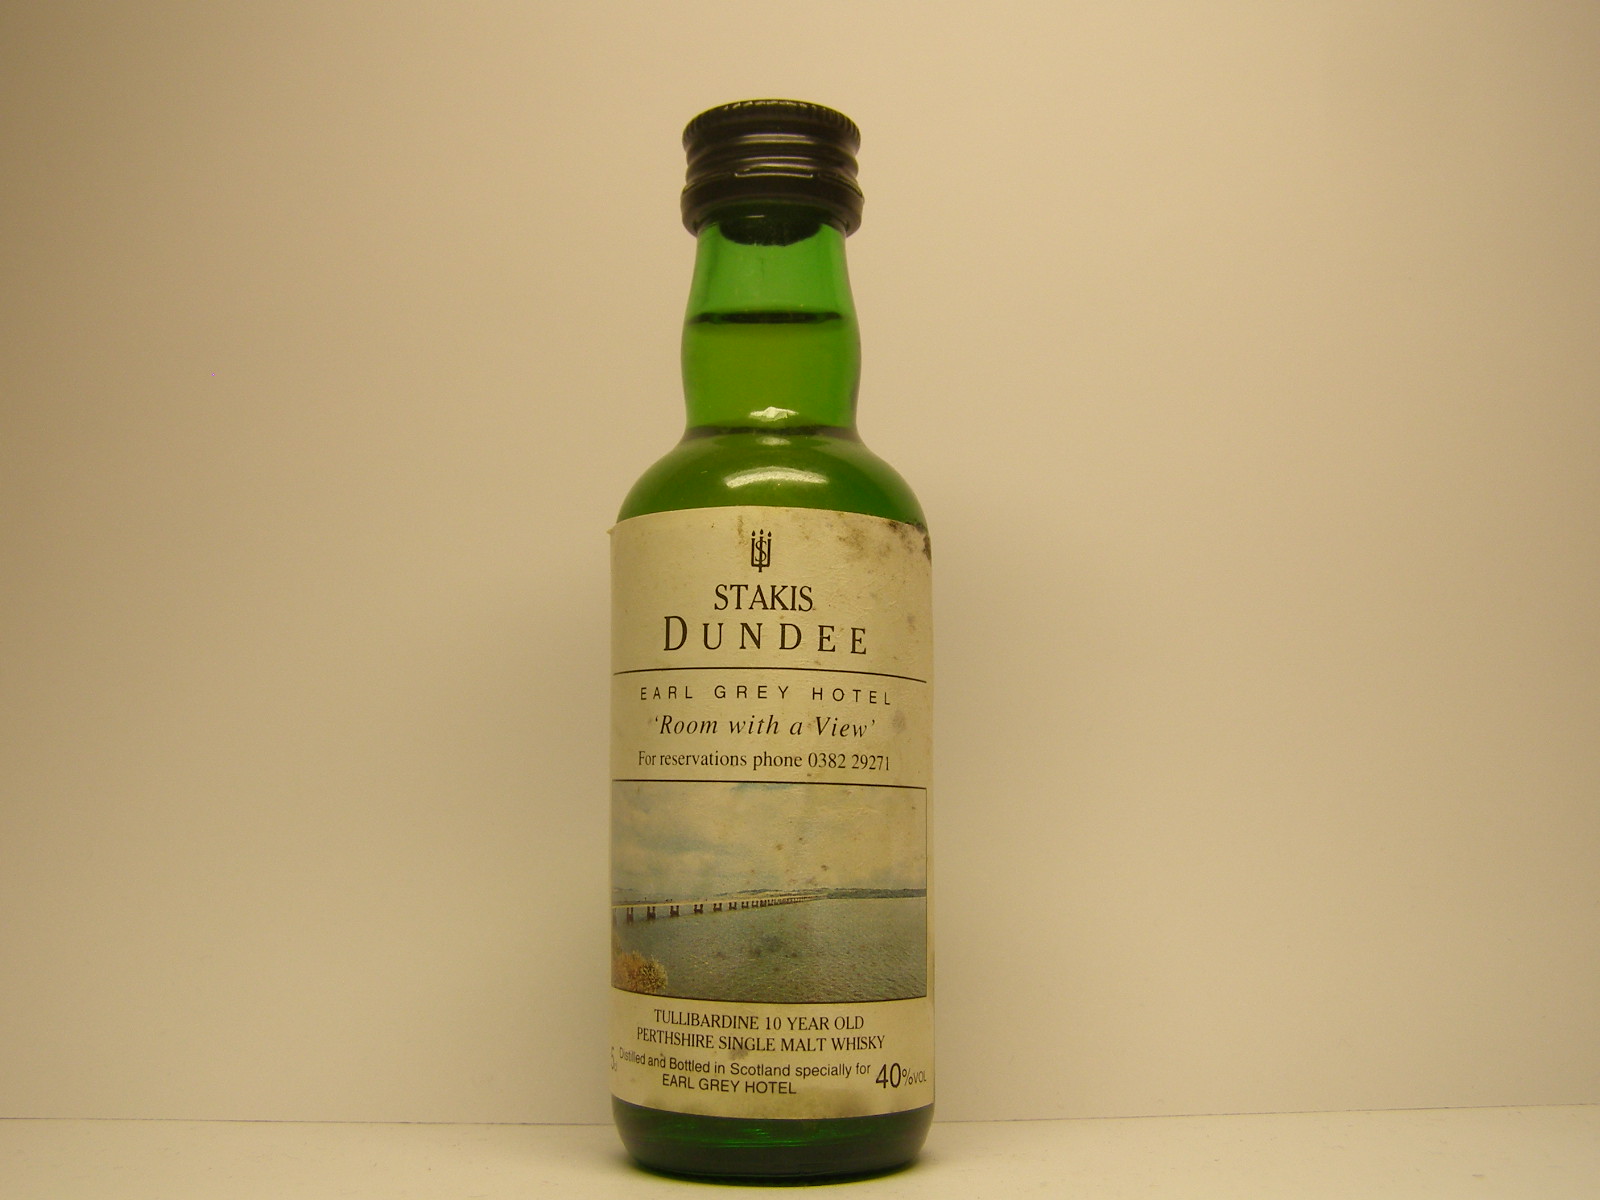 STAKIS
DUNDEE
EARL GREY HOTEL
'Room with a View'
For reservations phone 0382 29271
TULLIBARDINE 10 YEAR OLD
PERTHSHIRE SINGLE MALT WHISKY
Distilled and Bottled in Scotland specially for
EARL GREY HOTEL
40%VOL